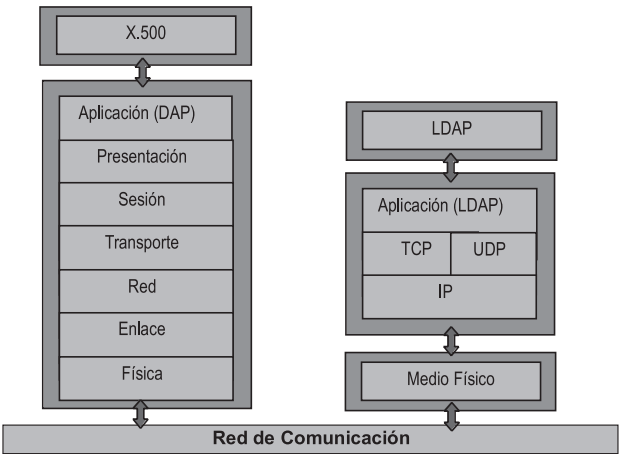 X.500
Aplicación (DAP)
Presentación
Sesión
Transporte
Red
Enlace
Física
LDAP
Aplicación (LDAP)
TCP
UDP
IP
Medio Físico
Red de Comunicación